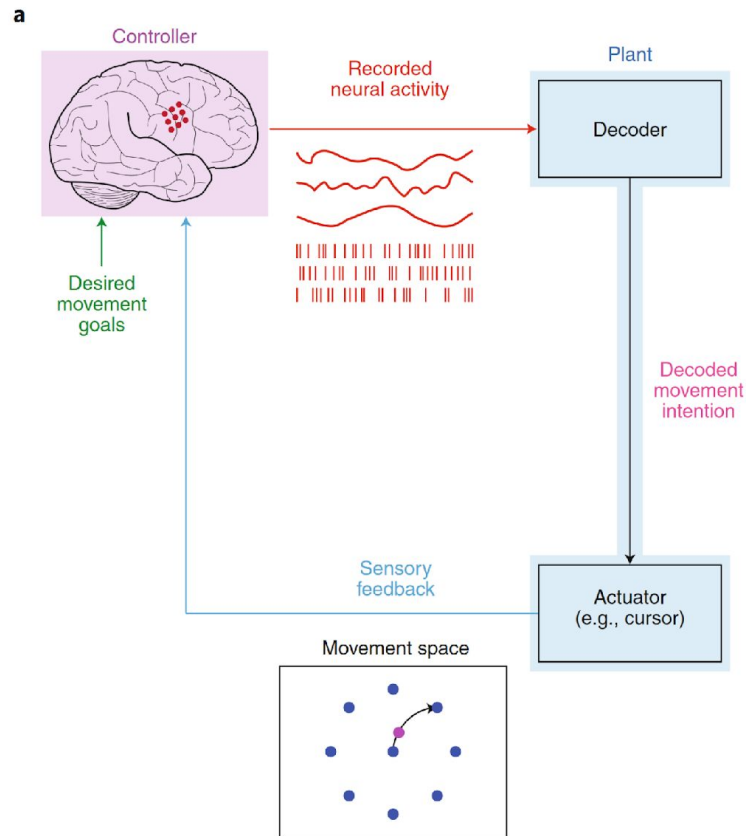 a
Controller
Recorded
neural activity
Plant
Decoder
Desired
movement
goals
Decoded
movement
intention
Sensory
feedback
Actuator
(e.g., cursor)
Movement space